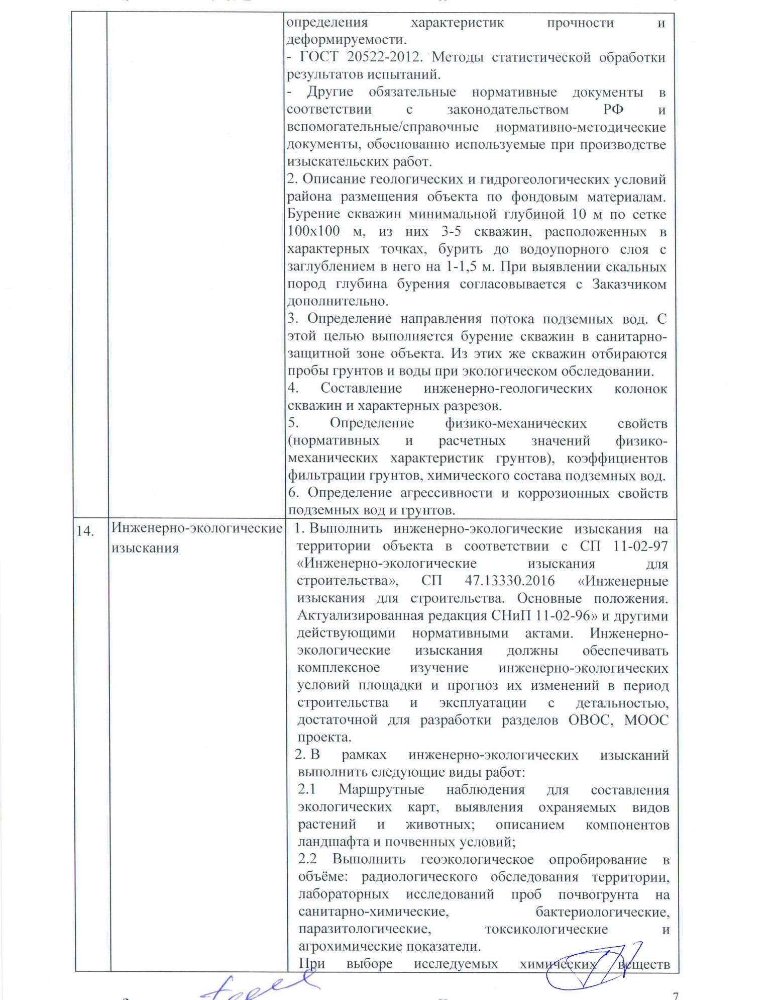 определения характеристик прочности и
деформируемости.
- ГОСТ 20522-2012. Методы статистической обработки
результатов испытаний.
- Другие обязательные нормативные документы в
соответствии с законодательством РФ и
вспомогательные/справочные нормативно-методические
документы, обоснованно используемые при производстве
изыскательских работ.
2. Описание геологических и гидрогеологических условий
района размещения объекта по фондовым материалам.
Бурение скважин минимальной глубиной 10 м по сетке
100х100 м, из них 3-5 скважин, расположенных в
характерных точках, бурить до водоупорного слоя с
заглублением в него на 1-1,5 м. При выявлении скальных
пород глубина бурения согласовывается с Заказчиком
дополнительно.
3. Определение направления потока подземных вод. С
этой целью выполняется бурение скважин в санитарно-
защитной зоне объекта. Из этих же скважин отбираются
пробы грунтов и воды при экологическом обследовании.
4. Составление инженерно-геологических колонок
скважин и характерных разрезов.
5. Определение физико-механических свойств
(нормативных и расчетных значений физико-
механических характеристик грунтов), коэффициентов
фильтрации грунтов, химического состава подземных вод.
6. Определение агрессивности и коррозионных свойств
подземных вод и грунтов.
14.
Инженерно-экологические
изыскания
1. Выполнить инженерно-экологические изыскания на
территории объекта в соответствии с СП 11-02-97
«Инженерно-экологические изыскания для
строительства», СП 47.13330.2016 «Инженерные
изыскания для строительства. Основные положения.
Актуализированная редакция СНиП 11-02-96» и другими
действующими нормативными актами. Инженерно-
экологические изыскания должны обеспечивать
комплексное изучение инженерно-экологических
условий площадки и прогноз их изменений в период
строительства и эксплуатации с детальностью,
достаточной для разработки разделов ОВОС, МООС
проекта.
2. В рамках инженерно-экологических изысканий
выполнить следующие виды работ:
2.1 Маршрутные наблюдения для составления
экологических карт, выявления охраняемых видов
растений и животных; описанием компонентов
ландшафта и почвенных условий;
2.2 Выполнить геоэкологическое опробирование в
объёме: радиологического обследования территории,
лабораторных исследований проб почвогрунта на
санитарно-химические, бактериологические,
паразитологические, токсикологические и
агрохимические показатели.
При выборе исследуемых химических веществ
7